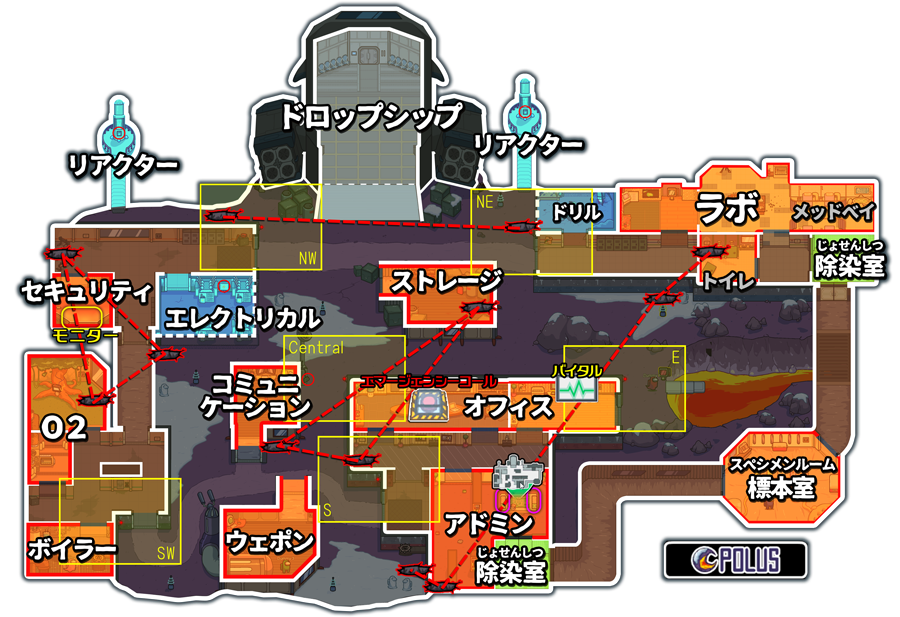 ドロップシップ
リアクター
リアクター
NE
ドリル
ラボ
メッドベイ
NW
じょせんしつ
除染室
トイレ
セキュリティ
ストレージ
エレクトリカル
モニター
Central
E
バイタル
コミュニ
ケーション
エマージェンシーコール
オフィス
O2
スペシメンルーム
標本室
S
アドミン
SW
ボイラー
ウェポン
じょせんしつ
除染室
POLUS